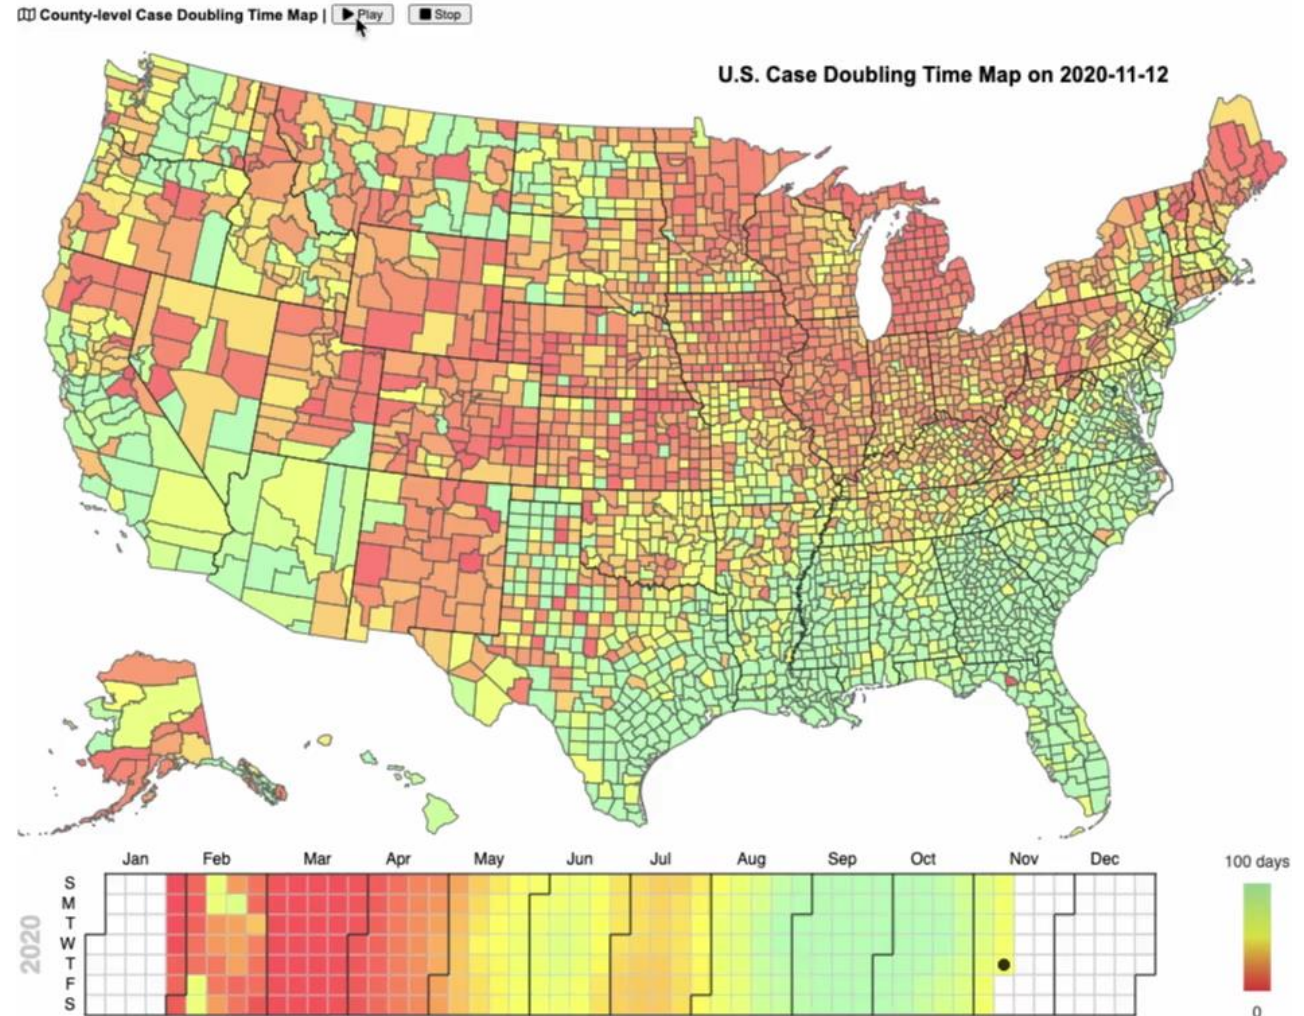 County-level Case Doubling Time Map | Play Stop
U.S. Case Doubling Time Map on 2020-11-12
Jan Feb Mar Apr May Jun Jul Aug Sep Oct Nov Dec
100 days
2020
S
M
T
W
T
F
S
0